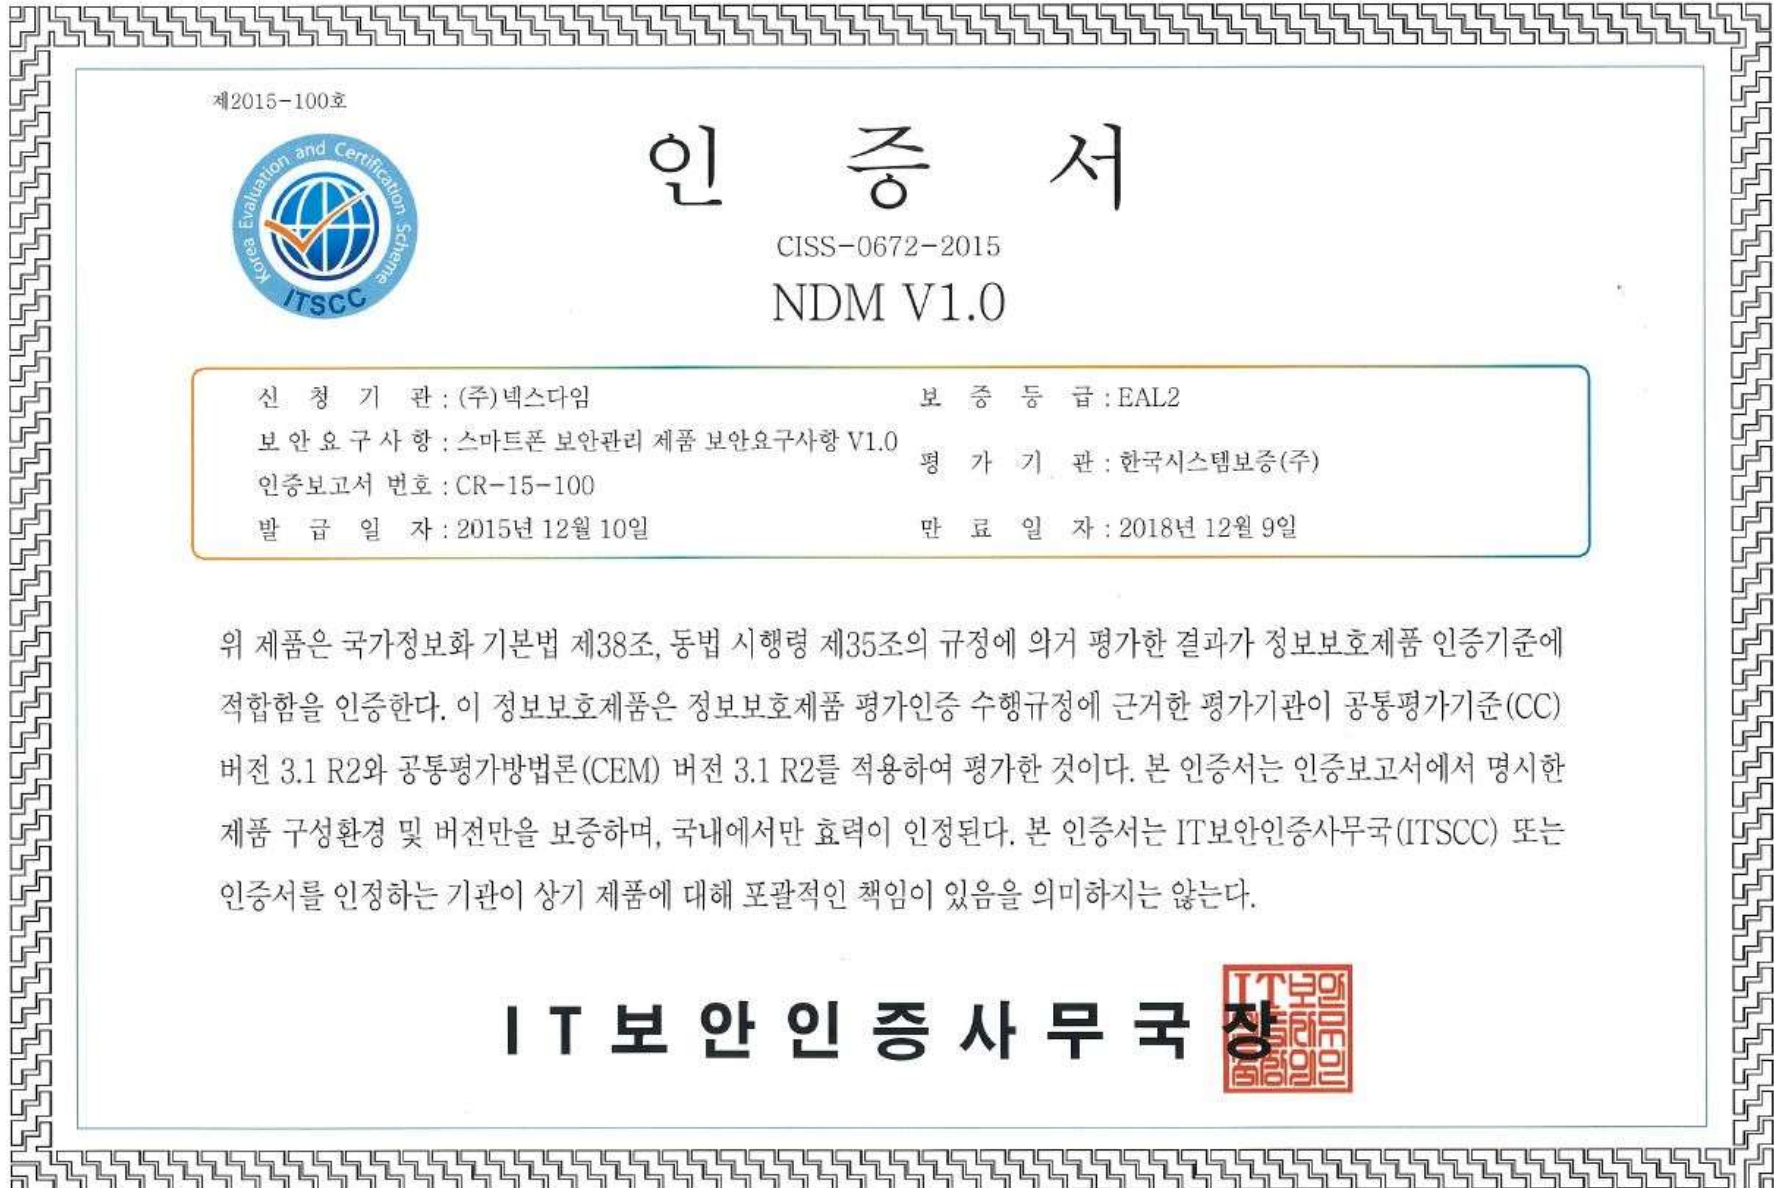 제2015-100호
Korea Evaluation and Certification Scheme
ITSCC
인 증 서
CISS-0672-2015
NDM V1.0
신 청 기 관 : (주)넥스다임
보 증 등 급 : EAL2
보 안 요 구 사 항 : 스마트폰 보안관리 제품 보안요구사항 V1.0
평 가 기 관 : 한국시스템보증(주)
인증보고서 번호 : CR-15-100
발 급 일 자 : 2015년 12월 10일
만 료 일 자 : 2018년 12월 9일
위 제품은 국가정보화 기본법 제38조, 동법 시행령 제35조의 규정에 의거 평가한 결과가 정보보호제품 인증기준에
적합함을 인증한다. 이 정보보호제품은 정보보호제품 평가인증 수행규정에 근거한 평가기관이 공통평가기준(CC)
버전 3.1 R2와 공통평가방법론(CEM) 버전 3.1 R2를 적용하여 평가한 것이다. 본 인증서는 인증보고서에서 명시한
제품 구성환경 및 버전만을 보증하며, 국내에서만 효력이 인정된다. 본 인증서는 IT보안인증사무국(ITSCC) 또는
인증서를 인정하는 기관이 상기 제품에 대해 포괄적인 책임이 있음을 의미하지는 않는다.
IT보안인증사무국장